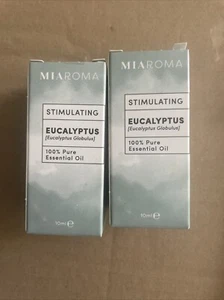 MIAROMA
STIMULATING
EUCALYPTUS
[Eucalyptus Globulus]
100% Pure
Essential Oil
10ml e
MIAROMA
STIMULATING
EUCALYPTUS
[Eucalyptus Globulus]
100% Pure
Essential Oil
10ml e